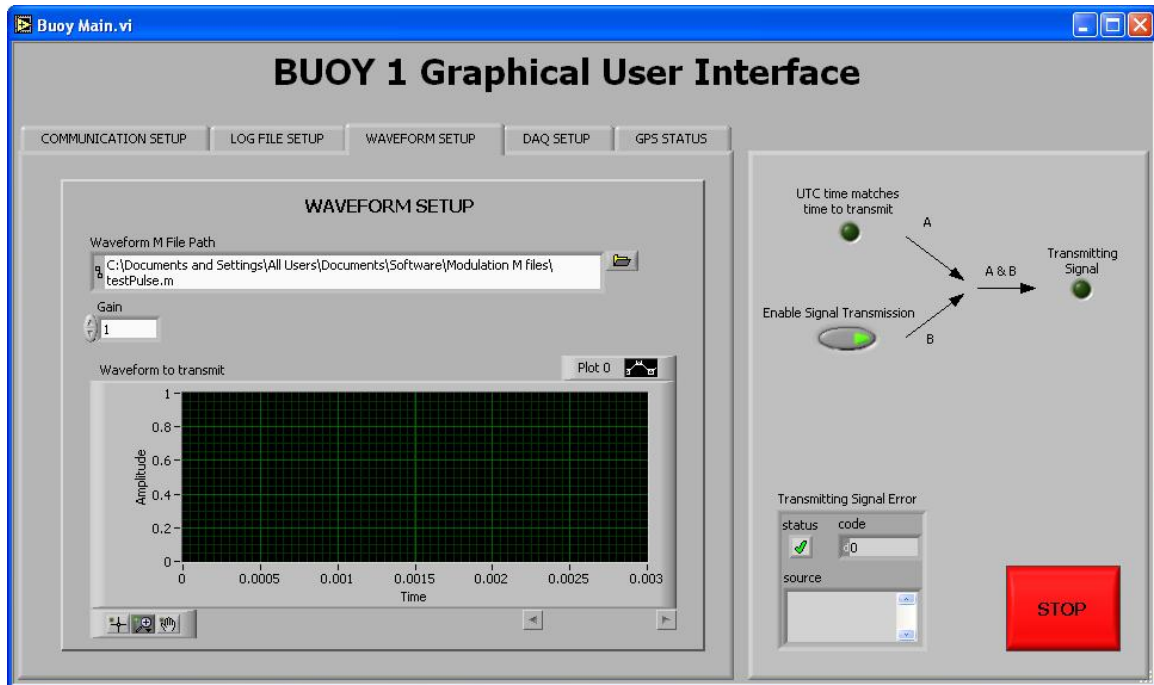 Buoy Main.vi
BUOY 1 Graphical User Interface
COMMUNICATION SETUP
LOG FILE SETUP
WAVEFORM SETUP
DAQ SETUP
GPS STATUS
WAVEFORM SETUP
Waveform M File Path
C:\Documents and Settings\All Users\Documents\Software\Modulation M files\
testPulse.m
Gain
1
Waveform to transmit
Plot 0
1
0.8
0.6
0.4
0.2
0
Amplitude
0
0.0005
0.001
0.0015
0.002
0.0025
0.003
Time
UTC time matches
time to transmit
A
A & B
Transmitting
Signal
Enable Signal Transmission
B
Transmitting Signal Error
status
code
d0
source
STOP